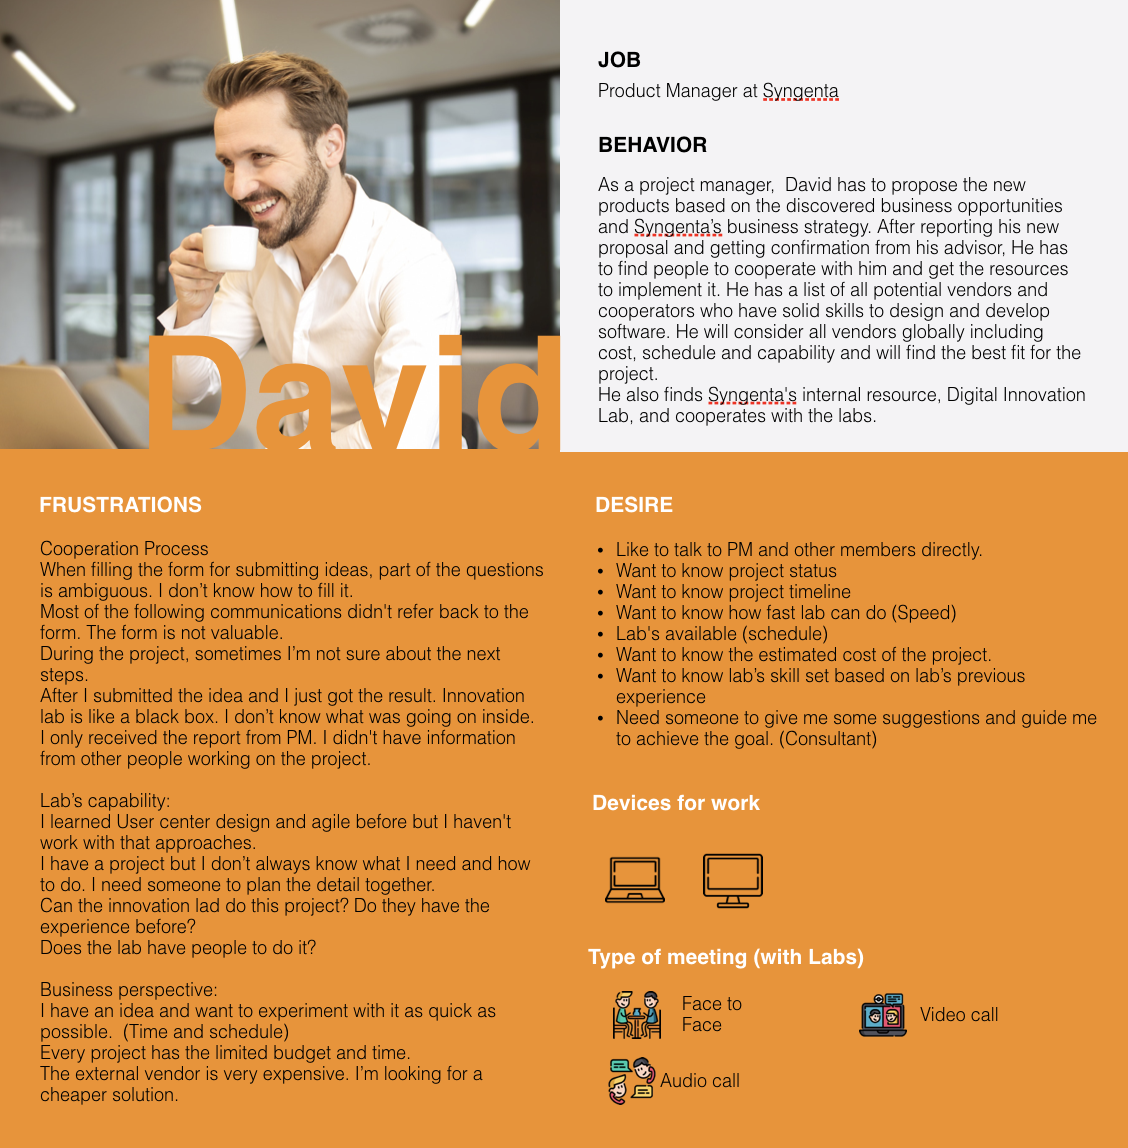 David
JOB
Product Manager at Syngenta
BEHAVIOR
As a project manager,  David has to propose the new
products based on the discovered business opportunities
and Syngenta’s business strategy. After reporting his new
proposal and getting confirmation from his advisor, He has
to find people to cooperate with him and get the resources
to implement it. He has a list of all potential vendors and
cooperators who have solid skills to design and develop
software. He will consider all vendors globally including
cost, schedule and capability and will find the best fit for the
project.
He also finds Syngenta's internal resource, Digital Innovation
Lab, and cooperates with the labs.
FRUSTRATIONS
Cooperation Process
When filling the form for submitting ideas, part of the questions
is ambiguous. I don’t know how to fill it.
Most of the following communications didn't refer back to the
form. The form is not valuable.
During the project, sometimes I’m not sure about the next
steps.
After I submitted the idea and I just got the result. Innovation
lab is like a black box. I don’t know what was going on inside.
I only received the report from PM. I didn't have information
from other people working on the project.
Lab’s capability:
I learned User center design and agile before but I haven't
work with that approaches.
I have a project but I don’t always know what I need and how
to do. I need someone to plan the detail together.
Can the innovation lad do this project? Do they have the
experience before?
Does the lab have people to do it?
Business perspective:
I have an idea and want to experiment with it as quick as
possible.  (Time and schedule)
Every project has the limited budget and time.
The external vendor is very expensive. I’m looking for a
cheaper solution.
DESIRE
• Like to talk to PM and other members directly.
• Want to know project status
• Want to know project timeline
• Want to know how fast lab can do (Speed)
• Lab's available (schedule)
• Want to know the estimated cost of the project.
• Want to know lab’s skill set based on lab’s previous
experience
• Need someone to give me some suggestions and guide me
to achieve the goal. (Consultant)
Devices for work
Type of meeting (with Labs)
Face to
Face
Video call
Audio call